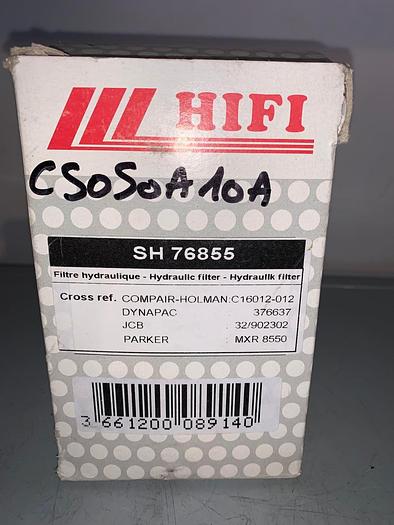 HIFI
CS050A10A
SH 76855
Filtre hydraulique - Hydraulic filter - Hydraulik filter
Cross ref. COMPAIR-HOLMAN:C16012-012
DYNAPAC : 376637
JCB : 32/902302
PARKER : MXR 8550
3 661200 089140